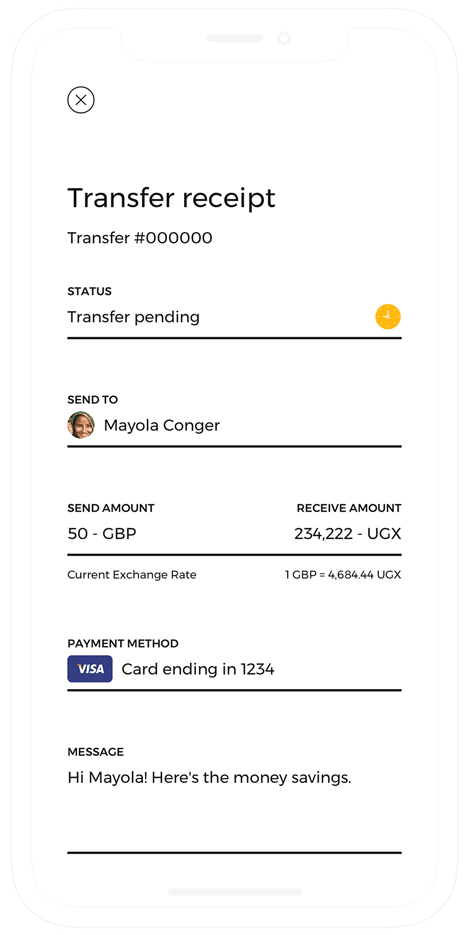 Transfer receipt
Transfer #000000
STATUS
Transfer pending
SEND TO
Mayola Conger
SEND AMOUNT RECEIVE AMOUNT
50 - GBP 234,222 - UGX
Current Exchange Rate 1 GBP = 4,684.44 UGX
PAYMENT METHOD
VISA Card ending in 1234
MESSAGE
Hi Mayola! Here's the money savings.